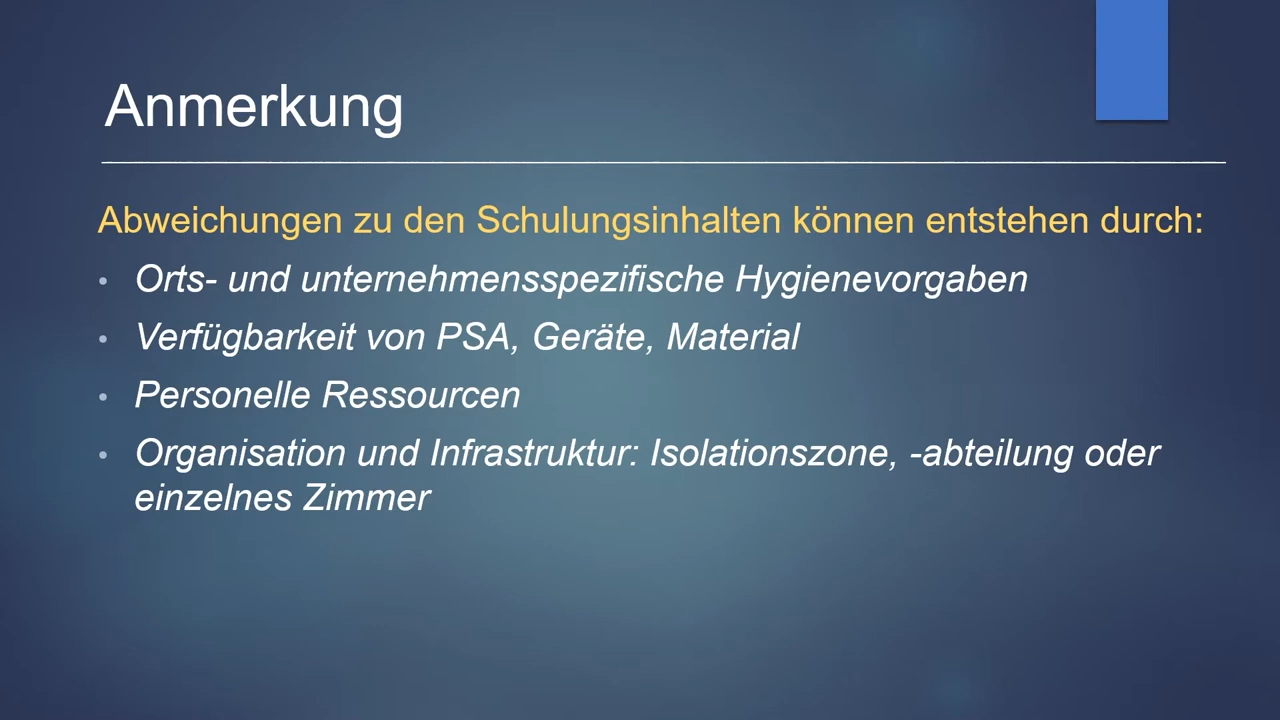 Anmerkung
Abweichungen zu den Schulungsinhalten können entstehen durch:
• Orts- und unternehmensspezifische Hygienevorgaben
• Verfügbarkeit von PSA, Geräte, Material
• Personelle Ressourcen
• Organisation und Infrastruktur: Isolationszone, -abteilung oder
einzelnes Zimmer